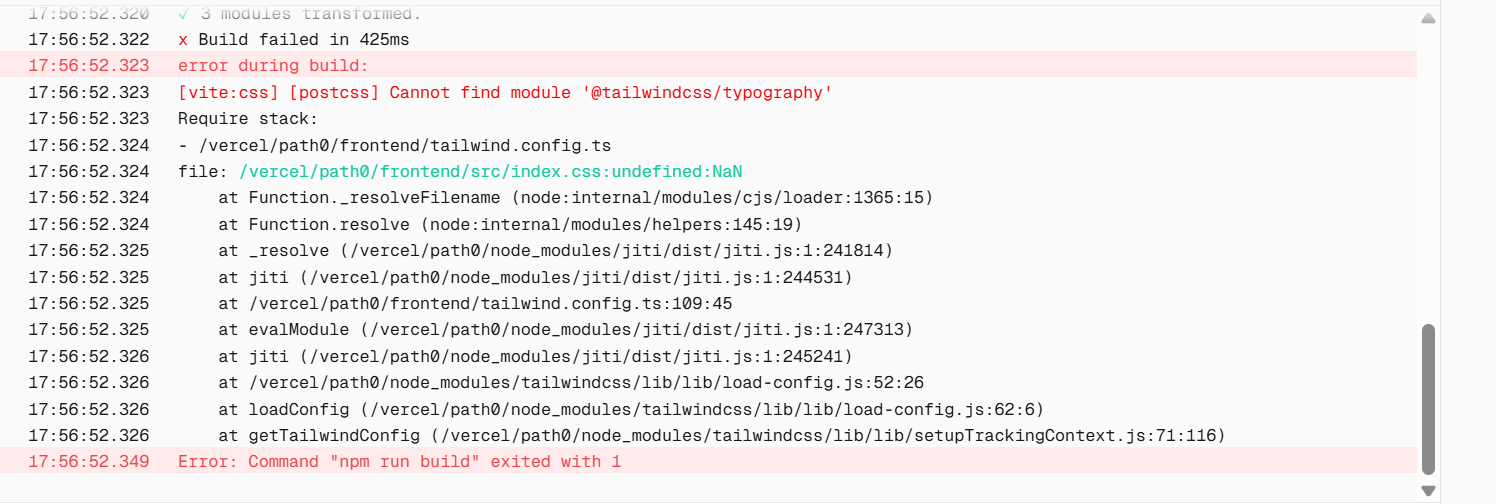 17:56:52.320 ✓ 3 modules transformed.
17:56:52.322 x Build failed in 425ms
17:56:52.323 error during build:
17:56:52.323 [vite:css] [postcss] Cannot find module '@tailwindcss/typography'
17:56:52.323 Require stack:
17:56:52.324 - /vercel/path0/frontend/tailwind.config.ts
17:56:52.324 file: /vercel/path0/frontend/src/index.css:undefined:NaN
17:56:52.324     at Function._resolveFilename (node:internal/modules/cjs/loader:1365:15)
17:56:52.324     at Function.resolve (node:internal/modules/helpers:145:19)
17:56:52.325     at _resolve (/vercel/path0/node_modules/jiti/dist/jiti.js:1:241814)
17:56:52.325     at jiti (/vercel/path0/node_modules/jiti/dist/jiti.js:1:244531)
17:56:52.325     at /vercel/path0/frontend/tailwind.config.ts:109:45
17:56:52.325     at evalModule (/vercel/path0/node_modules/jiti/dist/jiti.js:1:247313)
17:56:52.326     at jiti (/vercel/path0/node_modules/jiti/dist/jiti.js:1:245241)
17:56:52.326     at /vercel/path0/node_modules/tailwindcss/lib/lib/load-config.js:52:26
17:56:52.326     at loadConfig (/vercel/path0/node_modules/tailwindcss/lib/lib/load-config.js:62:6)
17:56:52.326     at getTailwindConfig (/vercel/path0/node_modules/tailwindcss/lib/lib/setupTrackingContext.js:71:116)
17:56:52.349 Error: Command "npm run build" exited with 1